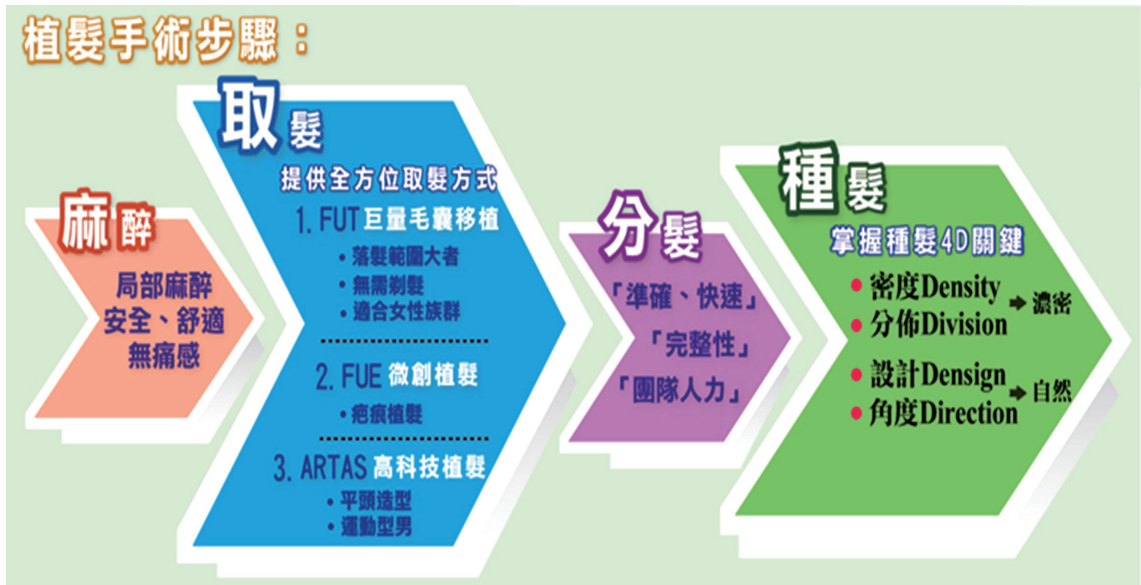 植髮手術步驟：
麻醉
局部麻醉
安全、舒適
無痛感
取髮
提供全方位取髮方式
1. FUT 巨量毛囊移植
• 落髮範圍大者
• 無需剃髮
• 適合女性族群
2. FUE 微創植髮
• 疤痕植髮
3. ARTAS 高科技植髮
• 平頭造型
• 運動型男
分髮
「準確、快速」
「完整性」
「團隊人力」
種髮
掌握種髮4D關鍵
• 密度Density
• 分佈Division
➡ 濃密
• 設計Densign
• 角度Direction
➡ 自然